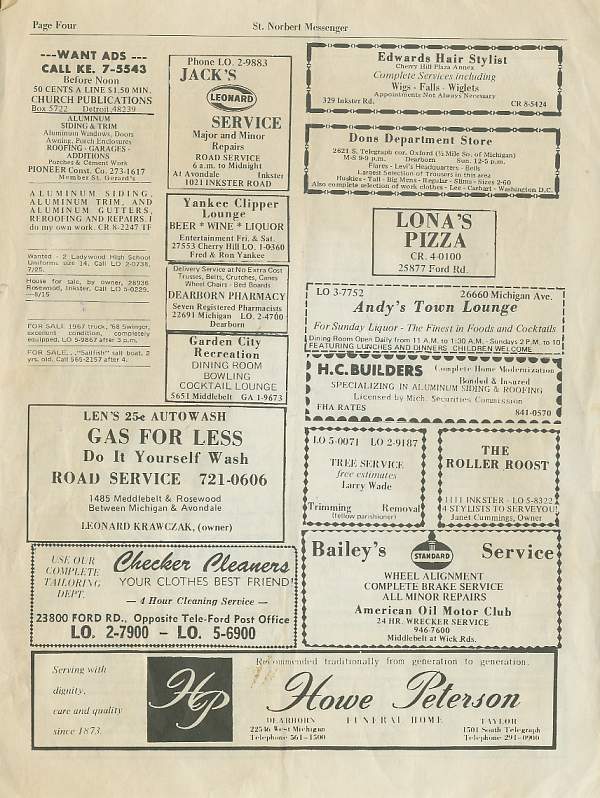 Page Four
St. Norbert Messenger
---WANT ADS ---
CALL KE. 7-5543
Before Noon
50 CENTS A LINE $1.50 MIN.
CHURCH PUBLICATIONS
Box 5722 Detroit 48239
ALUMINUM
SIDING & TRIM
Aluminum Windows, Doors
Awning, Porch Enclosures
ROOFING - GARAGES -
ADDITIONS
Porches & Cement Work
PIONEER Const. Co. 273-1617
Member St. Gerard's
ALUMINUM SIDING,
ALUMINUM TRIM, AND
ALUMINUM GUTTERS,
REROOFING AND REPAIRS. I
do my own work. CR 8-2247 TF
Wanted - 2 Ladywood High School
Uniforms size 14. Call LO 2-0738,
7/25.
House for sale, by owner, 28936
Rosewood, Inkster. Call LO 5-0229.
---8/15
FOR SALE: 1967 truck, '68 Swinger,
excellent condition, completely
equipped. LO 5-9867 after 3 p.m.
FOR SALE..."Sailfish" sail boat. 2
yrs. old. Call 565-2157 after 4.
Phone LO. 2-9883
JACK'S
LEONARD
SERVICE
Major and Minor
Repairs
ROAD SERVICE
6 a.m. to Midnight
At Avondale Inkster
1021 INKSTER ROAD
Yankee Clipper
Lounge
BEER * WINE * LIQUOR
Entertainment Fri. & Sat.
27553 Cherry Hill LO. 1-0360
Fred & Ron Yankee
Delivery Service at No Extra Cost
Trusses, Belts, Crutches, Canes
Wheel Chairs - Bed Boards
DEARBORN PHARMACY
Seven Registered Pharmacists
22691 Michigan LO. 2-4700
Dearborn
Garden City
Recreation
DINING ROOM
BOWLING
COCKTAIL LOUNGE
5651 Middlebelt GA 1-9673
Edwards Hair Stylist
Cherry Hill Plaza Annex
Complete Services including
Wigs - Falls - Wiglets
Appointments Not Always Necessary
329 Inkster Rd. CR 8-5424
Dons Department Store
2621 S. Telegraph cor. Oxford (½ Mile So. of Michigan)
M-S 9-9 p.m. Dearborn Sun. 12-5 p.m.
Flares - Levi's Headquarters - Bells
Largest Selection of Trousers in this area
Huskies - Tall - Big Mens - Regular - Slims - Sizes 2-60
Also complete selection of work clothes - Lee - Carhart - Washington D.C.
LONA'S
PIZZA
CR. 4-0100
25877 Ford Rd.
LO 3-7752 26660 Michigan Ave.
Andy's Town Lounge
For Sunday Liquor - The Finest in Foods and Cocktails
Dining Room Open Daily from 11 A.M. to 1:30 A.M. - Sundays 2 P.M. to 10
FEATURING LUNCHES AND DINNERS CHILDREN WELCOME
H.C. BUILDERS Complete Home Modernization
Bonded & Insured
SPECIALIZING IN ALUMINUM SIDING & ROOFING
Licensed by Mich. Securities Commission
FHA RATES 841-0570
LEN'S 25¢ AUTOWASH
GAS FOR LESS
Do It Yourself Wash
ROAD SERVICE 721-0606
1485 Meddlebelt & Rosewood
Between Michigan & Avondale
LEONARD KRAWCZAK, (owner)
LO 5-0071 LO 2-9187
TREE SERVICE
free estimates
Larry Wade
Trimming Removal
(fellow parishioner)
THE
ROLLER ROOST
1111 INKSTER - LO 5-8322
4 STYLISTS TO SERVE YOU!
Janet Cummings, Owner
USE OUR
COMPLETE
TAILORING
DEPT.
Checker Cleaners
YOUR CLOTHES BEST FRIEND!
— 4 Hour Cleaning Service —
23800 FORD RD., Opposite Tele-Ford Post Office
LO. 2-7900 - LO. 5-6900
Bailey's STANDARD Service
WHEEL ALIGNMENT
COMPLETE BRAKE SERVICE
ALL MINOR REPAIRS
American Oil Motor Club
24 HR. WRECKER SERVICE
946-7600
Middlebelt at Wick Rds.
Serving with
dignity,
care and quality
since 1873.
HP
Recommended traditionally from generation to generation.
Howe Peterson
FUNERAL HOME
DEARBORN
22546 West Michigan
Telephone 561-1500
TAYLOR
1501 South Telegraph
Telephone 291-0900